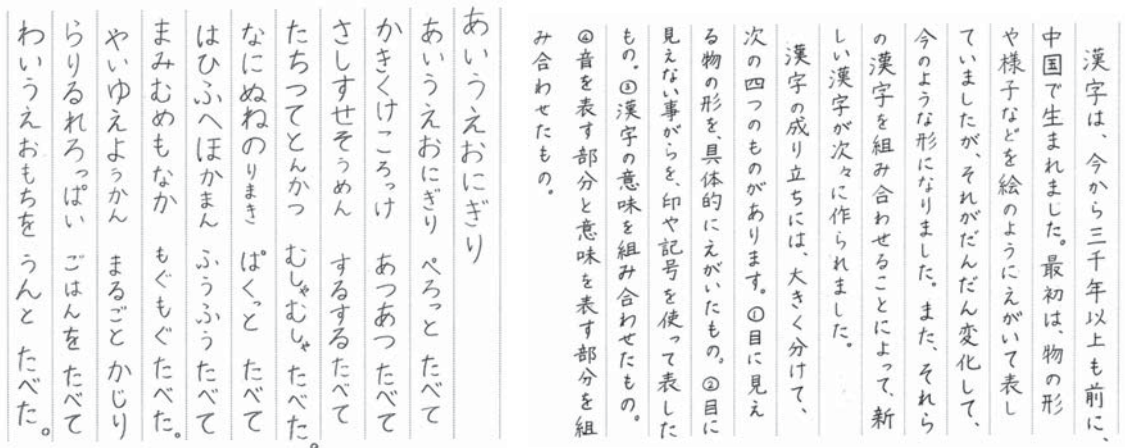 漢字は、今から三千年以上も前に、
中国で生まれました。最初は、物の形
や様子などを絵のようにえがいて表し
ていましたが、それがだんだん変化して、
今のような形になりました。また、それら
の漢字を組み合わせることによって、新
しい漢字が次々に作られました。
漢字の成り立ちには、大きく分けて、
次の四つのものがあります。①目に見え
る物の形を、具体的にえがいたもの。②目に
見えない事がらを、印や記号を使って表した
もの。③漢字の意味を組み合わせたもの。
④音を表す部分と意味を表す部分を組
み合わせたもの。
あいうえおにぎり
あいうえおにぎり ぺろっと たべて
かきくけころっけ あつあつ たべて
さしすせそうめん するする たべて
たちつてとんかつ むしゃむしゃ たべた。
なにぬねのりまき ぱくっと たべて
はひふへほかまん ふうふう たべて
まみむめもなか もぐもぐ たべた。
やいゆえようかん まるごと かじり
らりるれろっぱい ごはんを たべて
わいうえおもちを うんと たべた。